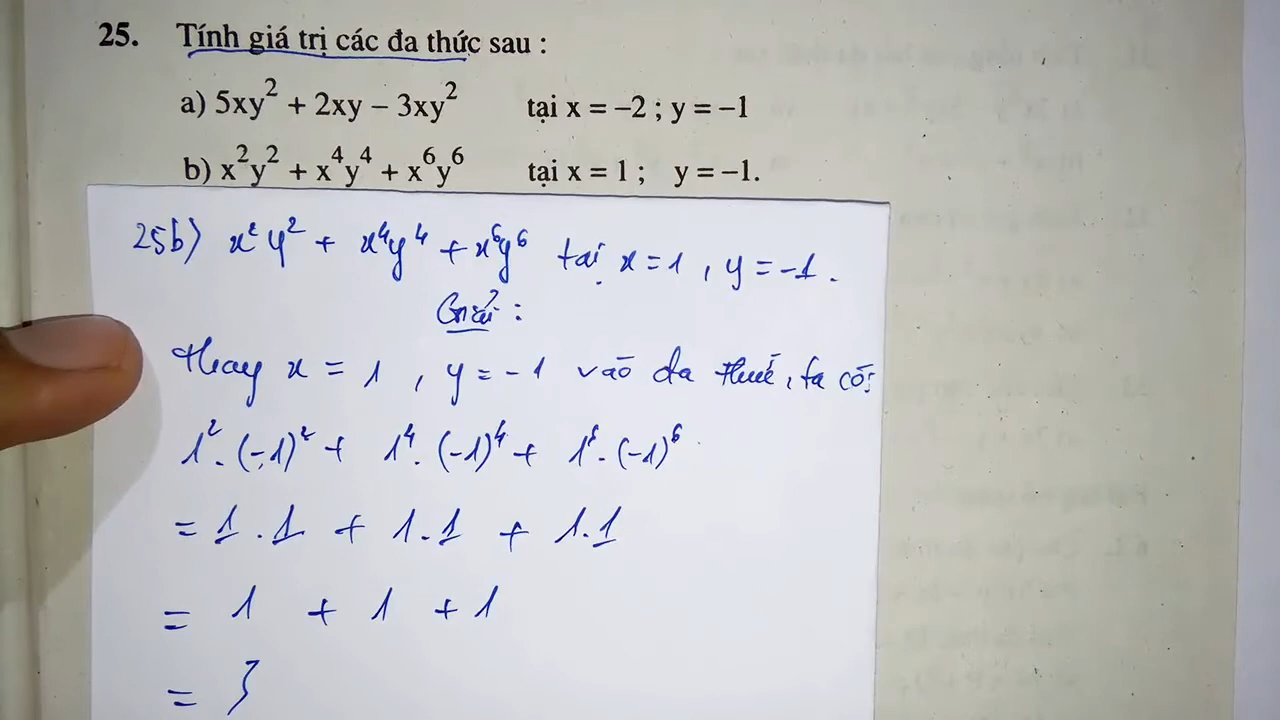 25. Tính giá trị các đa thức sau :
a) 5xy² + 2xy – 3xy² tại x = –2 ; y = –1
b) x²y² + x⁴y⁴ + x⁶y⁶ tại x = 1 ; y = –1.
25b) x²y² + x⁴y⁴ + x⁶y⁶ tại x = 1 , y = -1.
Giải :
Thay x = 1 , y = -1 vào đa thức, ta có:
1² . (-1)² + 1⁴ . (-1)⁴ + 1⁶ . (-1)⁶
= 1 . 1 + 1 . 1 + 1 . 1
= 1 + 1 + 1
= 3